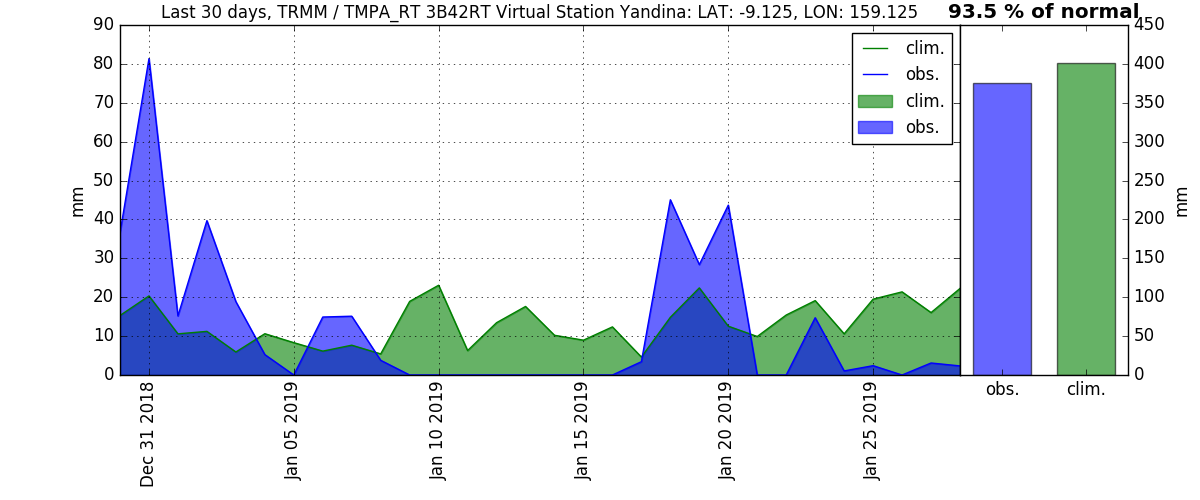 Last 30 days, TRMM / TMPA_RT 3B42RT Virtual Station Yandina: LAT: -9.125, LON: 159.125
93.5 % of normal
90
80
70
60
50
40
30
20
10
0
mm
clim.
obs.
clim.
obs.
450
400
350
300
250
200
150
100
50
0
mm
Dec 31 2018
Jan 05 2019
Jan 10 2019
Jan 15 2019
Jan 20 2019
Jan 25 2019
obs.
clim.